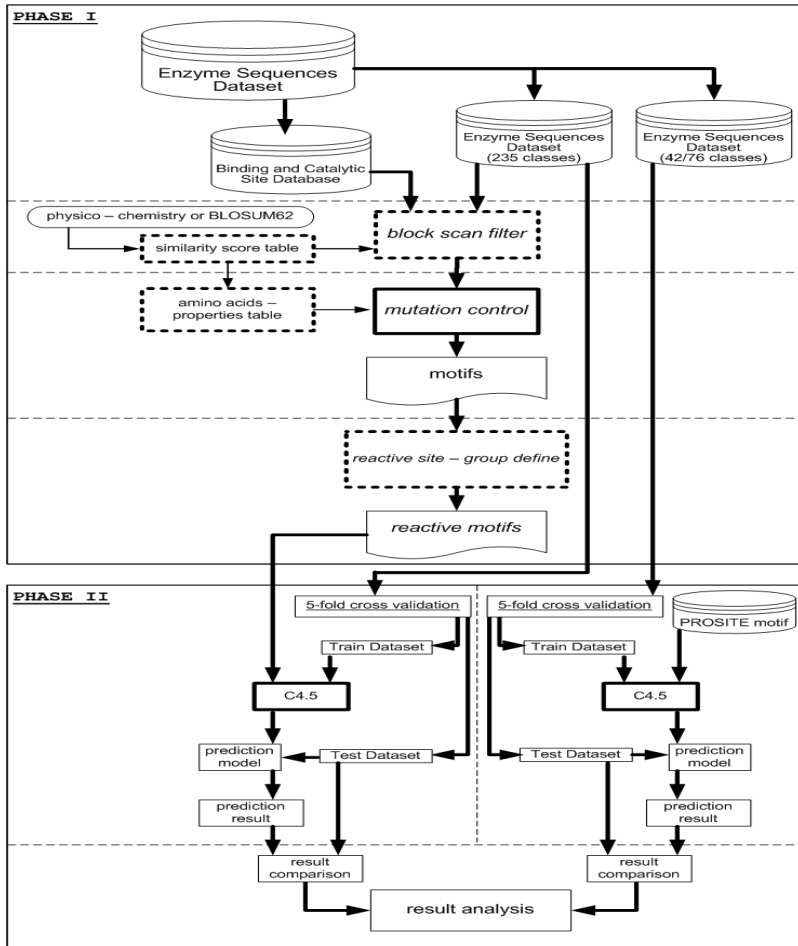 PHASE I
Enzyme Sequences
Dataset
Binding and Catalytic
Site Database
Enzyme Sequences
Dataset
(235 classes)
Enzyme Sequences
Dataset
(42/76 classes)
physico – chemistry or BLOSUM62
similarity score table
block scan filter
amino acids –
properties table
mutation control
motifs
reactive site – group define
reactive motifs
PHASE II
5-fold cross validation
Train Dataset
C4.5
prediction
model
Test Dataset
prediction
result
result
comparison
5-fold cross validation
PROSITE motif
Train Dataset
C4.5
Test Dataset
prediction
model
prediction
result
result
comparison
result analysis